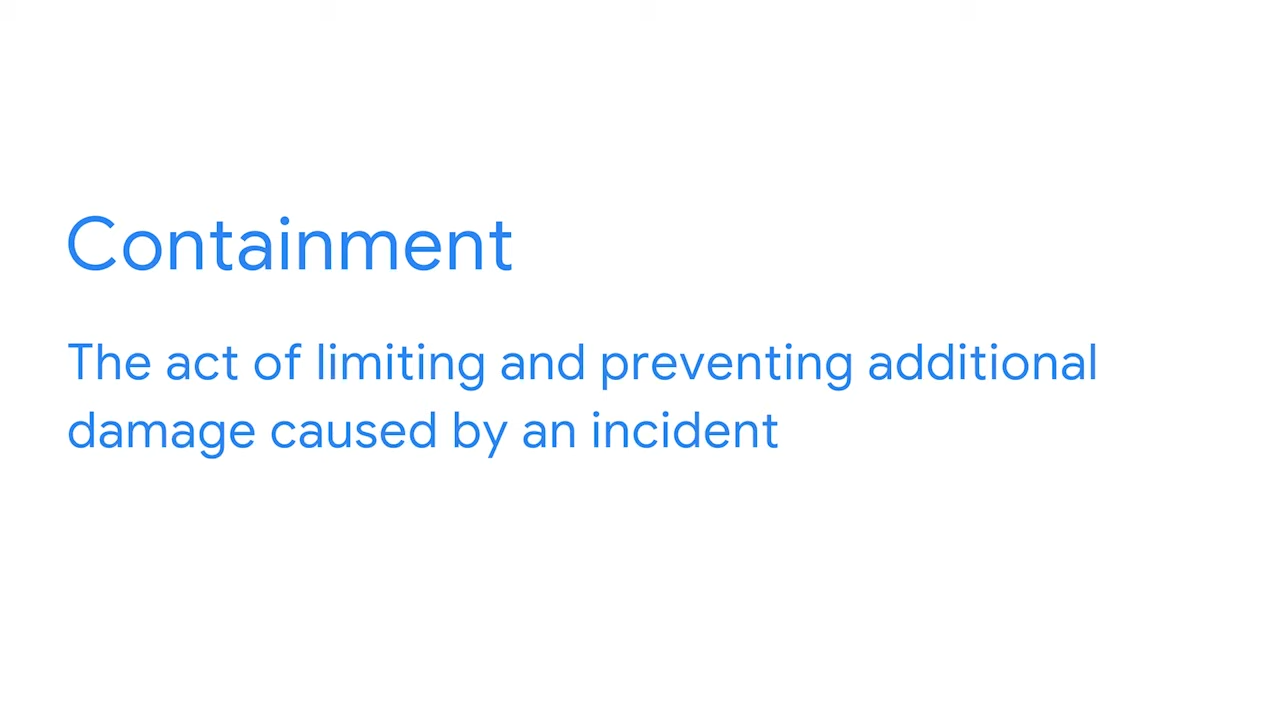 Containment
The act of limiting and preventing additional
damage caused by an incident